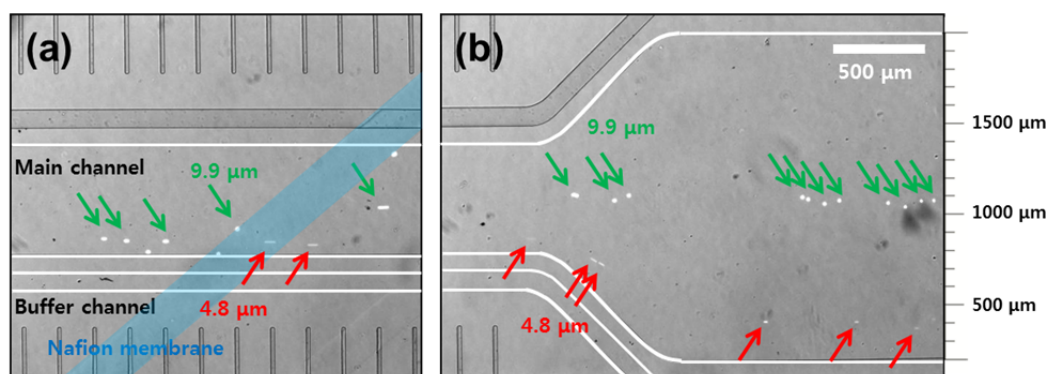 (a)
Main channel
9.9 μm
4.8 μm
Buffer channel
Nafion membrane
(b)
500 μm
9.9 μm
4.8 μm
1500 μm
1000 μm
500 μm